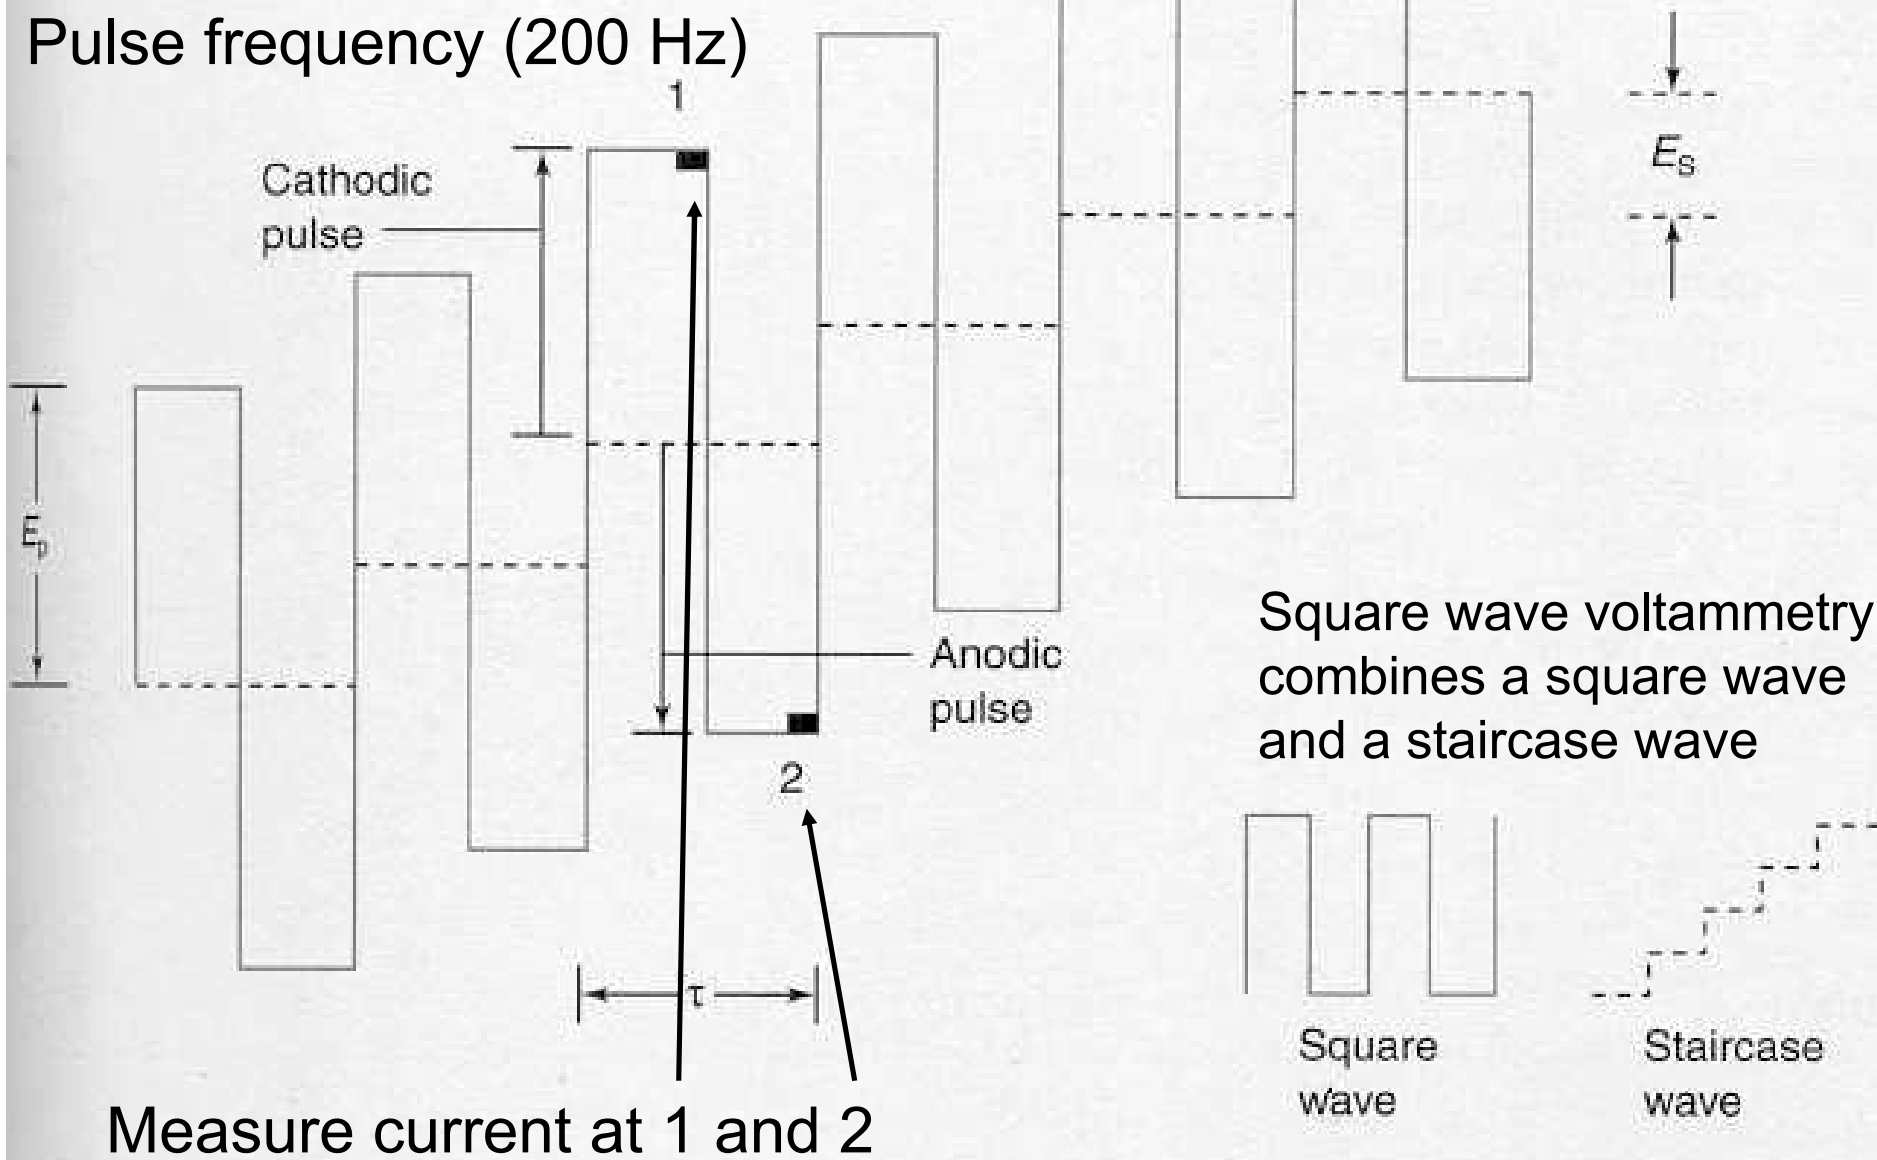 Pulse frequency (200 Hz)
1
Cathodic
pulse
E_S
E_p
Anodic
pulse
2
Square wave voltammetry
combines a square wave
and a staircase wave
τ
Square
wave
Staircase
wave
Measure current at 1 and 2